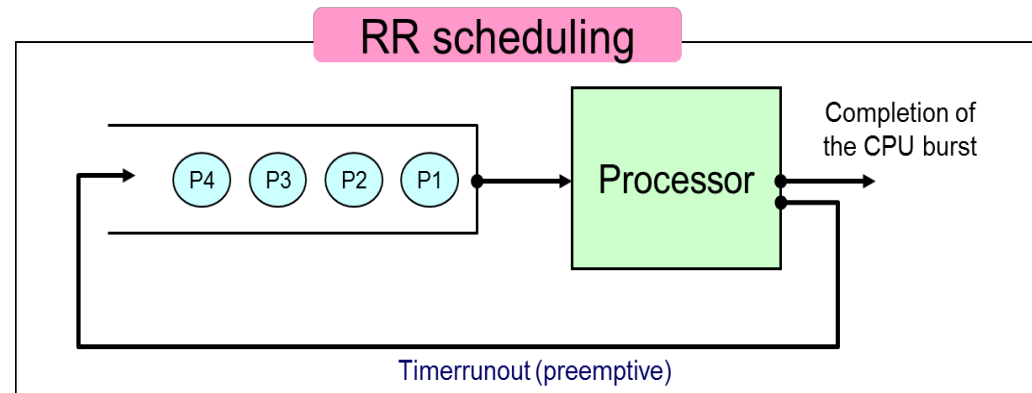 RR scheduling
P4 P3 P2 P1
Processor
Completion of
the CPU burst
Timerrunout (preemptive)